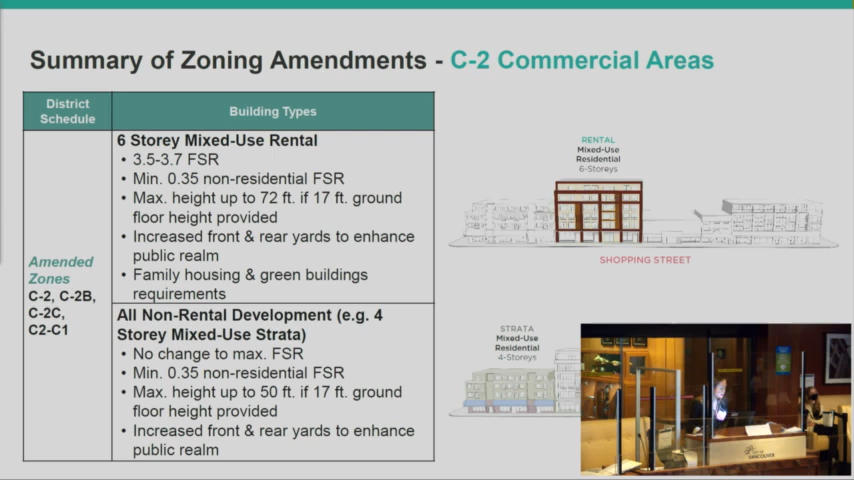 Summary of Zoning Amendments - C-2 Commercial Areas
District
Schedule
Building Types
Amended
Zones
C-2, C-2B,
C-2C,
C2-C1
6 Storey Mixed-Use Rental
• 3.5-3.7 FSR
• Min. 0.35 non-residential FSR
• Max. height up to 72 ft. if 17 ft. ground
floor height provided
• Increased front & rear yards to enhance
public realm
• Family housing & green buildings
requirements
All Non-Rental Development (e.g. 4
Storey Mixed-Use Strata)
• No change to max. FSR
• Min. 0.35 non-residential FSR
• Max. height up to 50 ft. if 17 ft. ground
floor height provided
• Increased front & rear yards to enhance
public realm
RENTAL
Mixed-Use
Residential
6-Storeys
SHOPPING STREET
STRATA
Mixed-Use
Residential
4-Storeys
CITY OF
VANCOUVER